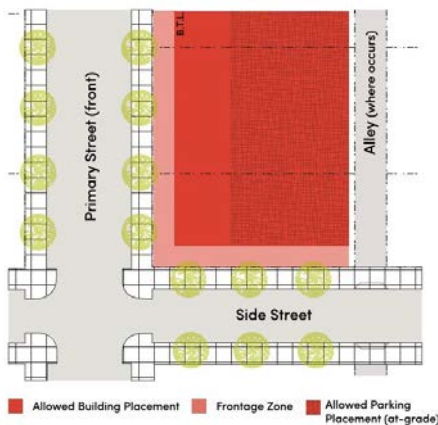 B.T.L.
Primary Street (front)
Alley (where occurs)
Side Street
Allowed Building Placement
Frontage Zone
Allowed Parking
Placement (at-grade)